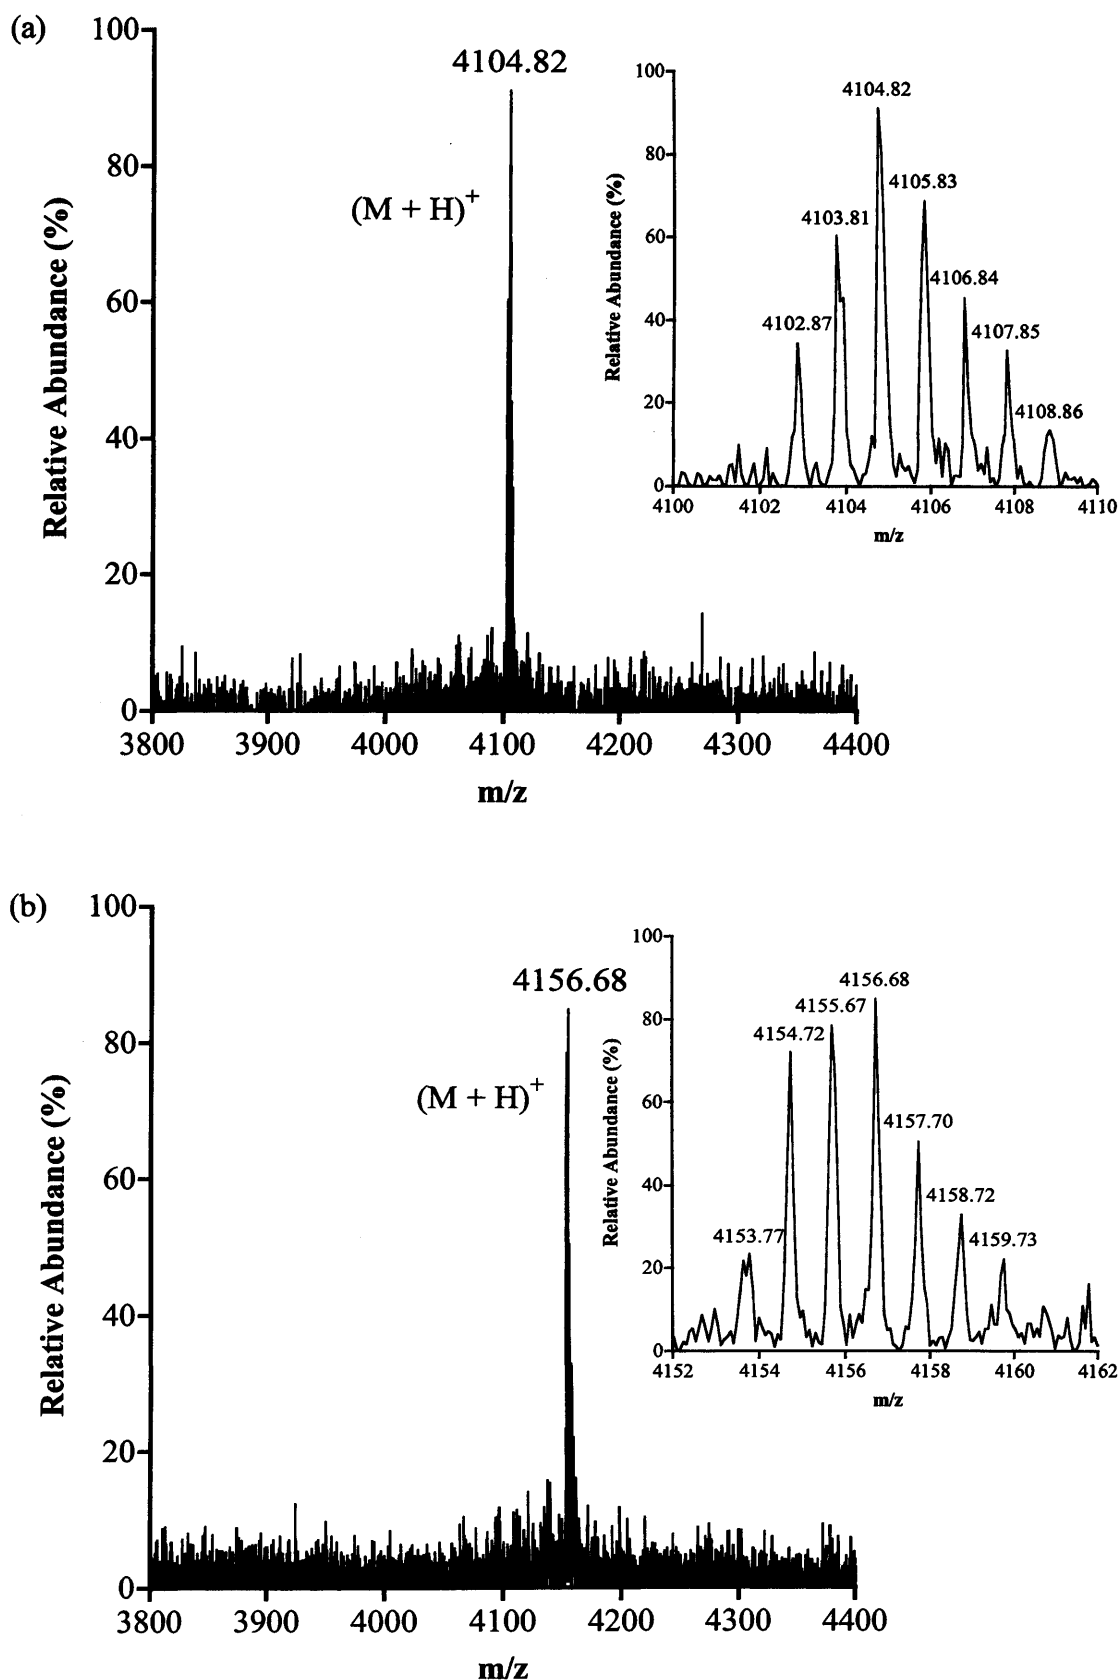 (a)
100
80
60
40
20
0
Relative Abundance (%)
4104.82
(M + H)+
3800 3900 4000 4100 4200 4300 4400
m/z
100
80
60
40
20
0
Relative Abundance (%)
4102.87
4103.81
4104.82
4105.83
4106.84
4107.85
4108.86
4100 4102 4104 4106 4108 4110
m/z
(b)
100
80
60
40
20
0
Relative Abundance (%)
4156.68
(M + H)+
3800 3900 4000 4100 4200 4300 4400
m/z
100
80
60
40
20
0
Relative Abundance (%)
4153.77
4154.72
4155.67
4156.68
4157.70
4158.72
4159.73
4152 4154 4156 4158 4160 4162
m/z